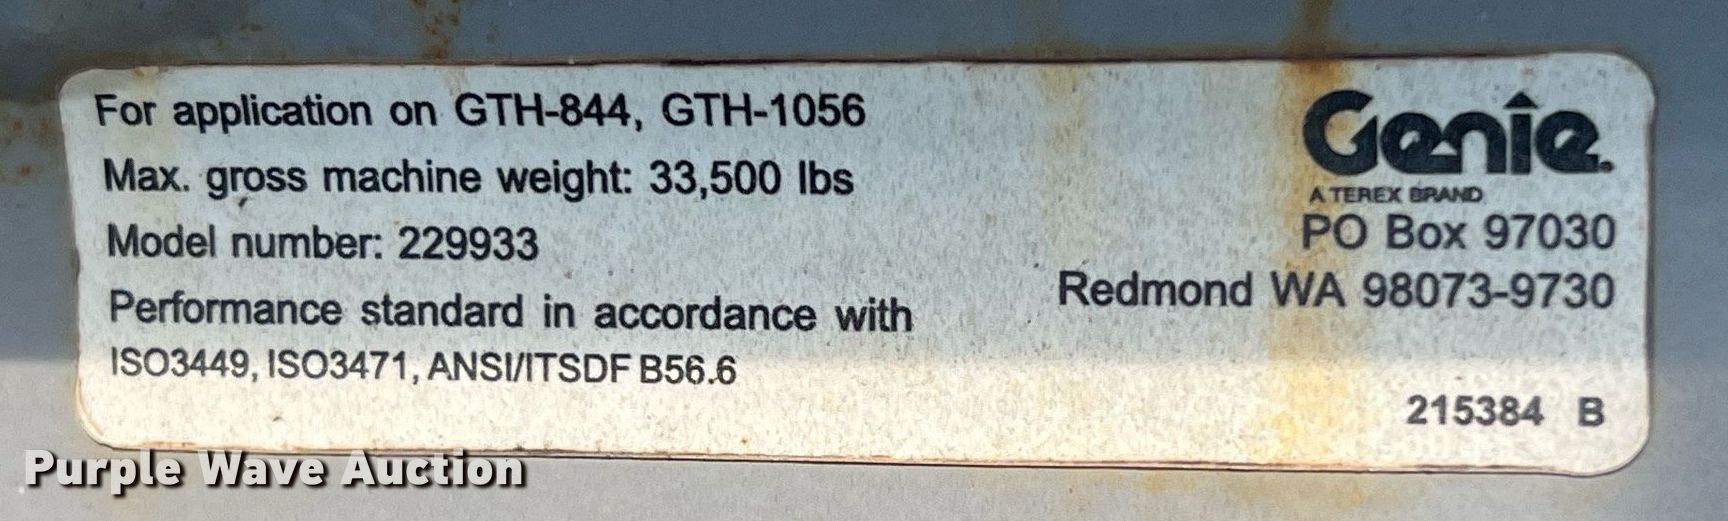 For application on GTH-844, GTH-1056
Max. gross machine weight: 33,500 lbs
Model number: 229933
Performance standard in accordance with
ISO3449, ISO3471, ANSI/ITSDF B56.6
Genie.
A TEREX BRAND
PO Box 97030
Redmond WA 98073-9730
215384 B
Purple Wave Auction